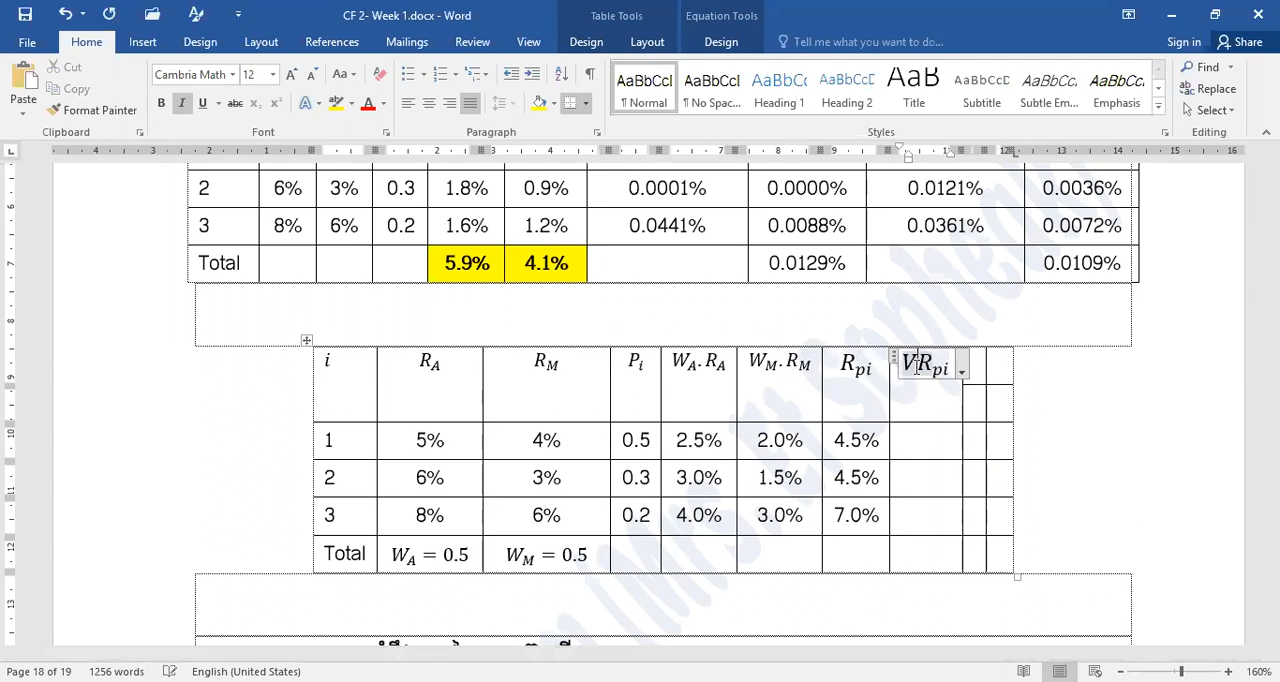 CF 2- Week 1.docx - Word
Table Tools
Equation Tools
File
Home
Insert
Design
Layout
References
Mailings
Review
View
Design
Layout
Design
Tell me what you want to do...
Sign in
Share
Paste
Cut
Copy
Format Painter
Clipboard
Cambria Math
12
Font
Paragraph
AaBbCcI
¶ Normal
AaBbCcI
¶ No Spac...
AaBbCc
Heading 1
AaBbCcD
Heading 2
AaB
Title
AaBbCcD
Subtitle
AaBbCcI
Subtle Em...
AaBbCcI
Emphasis
Styles
Find
Replace
Select
Editing
2 6% 3% 0.3 1.8% 0.9% 0.0001% 0.0000% 0.0121% 0.0036%
3 8% 6% 0.2 1.6% 1.2% 0.0441% 0.0088% 0.0361% 0.0072%
Total 5.9% 4.1% 0.0129% 0.0109%
i R_A R_M P_i W_A.R_A W_M.R_M R_pi VR_pi
1 5% 4% 0.5 2.5% 2.0% 4.5%
2 6% 3% 0.3 3.0% 1.5% 4.5%
3 8% 6% 0.2 4.0% 3.0% 7.0%
Total W_A = 0.5 W_M = 0.5
Page 18 of 19
1256 words
English (United States)
160%